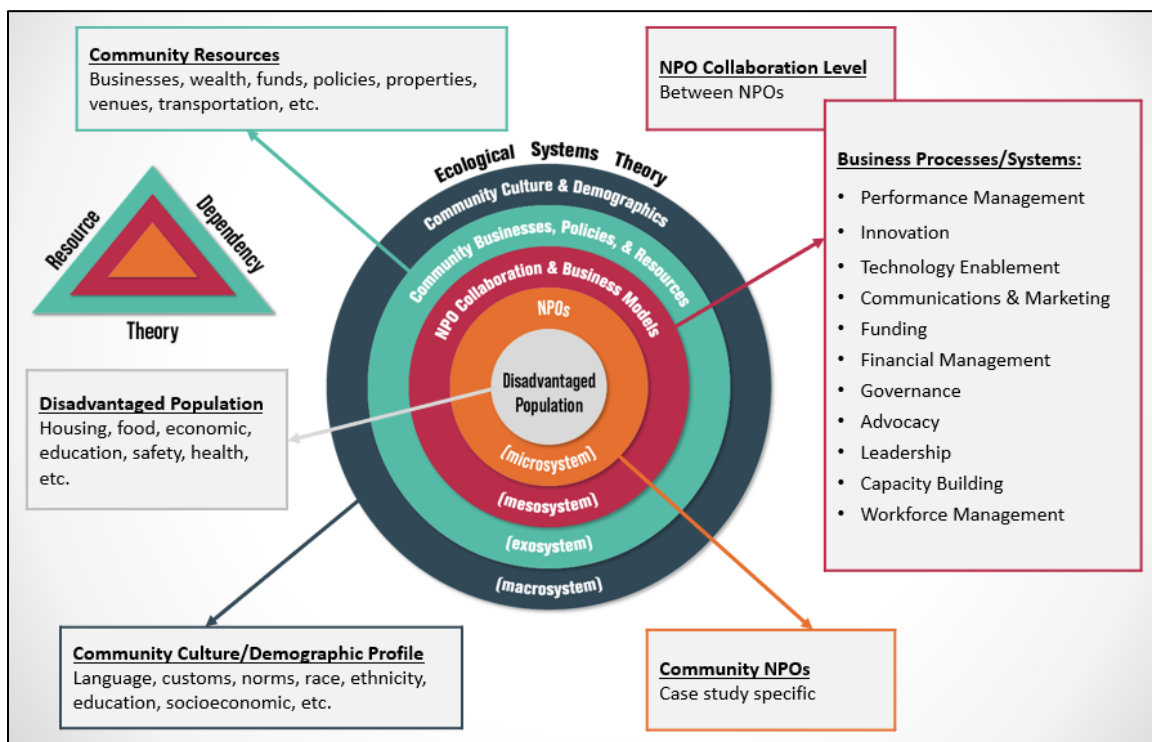 Community Resources
Businesses, wealth, funds, policies, properties,
venues, transportation, etc.
NPO Collaboration Level
Between NPOs
Business Processes/Systems:
• Performance Management
• Innovation
• Technology Enablement
• Communications & Marketing
• Funding
• Financial Management
• Governance
• Advocacy
• Leadership
• Capacity Building
• Workforce Management
Resource
Dependency
Theory
Ecological Systems Theory
Community Culture & Demographics
Community Businesses, Policies, & Resources
NPO Collaboration & Business Models
NPOs
Disadvantaged
Population
(microsystem)
(mesosystem)
(exosystem)
(macrosystem)
Disadvantaged Population
Housing, food, economic,
education, safety, health,
etc.
Community Culture/Demographic Profile
Language, customs, norms, race, ethnicity,
education, socioeconomic, etc.
Community NPOs
Case study specific